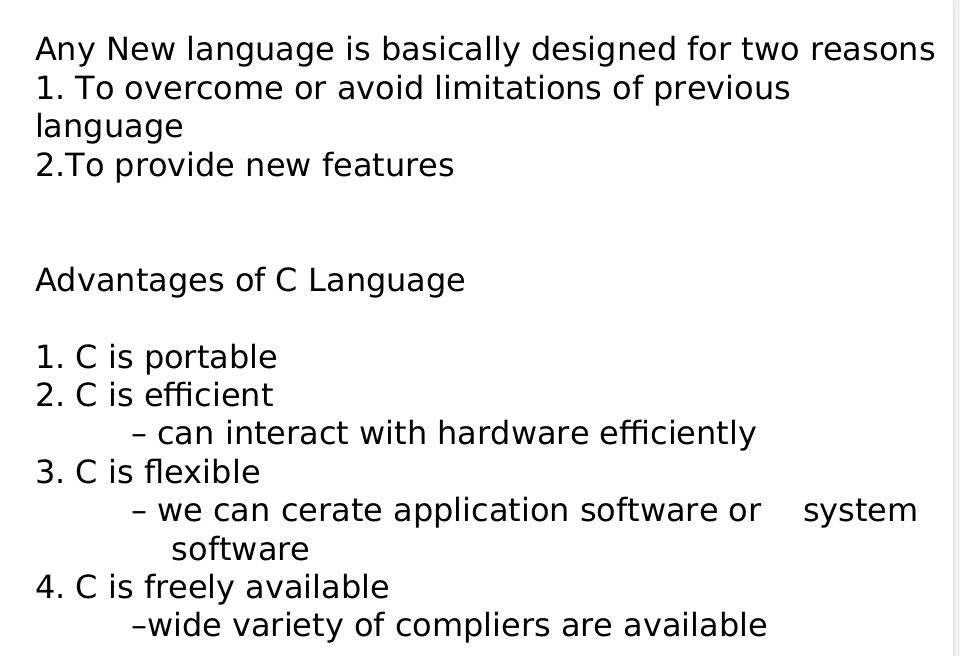 Any New language is basically designed for two reasons
1. To overcome or avoid limitations of previous
language
2.To provide new features
Advantages of C Language
1. C is portable
2. C is efficient
– can interact with hardware efficiently
3. C is flexible
– we can cerate application software or system
software
4. C is freely available
–wide variety of compliers are available